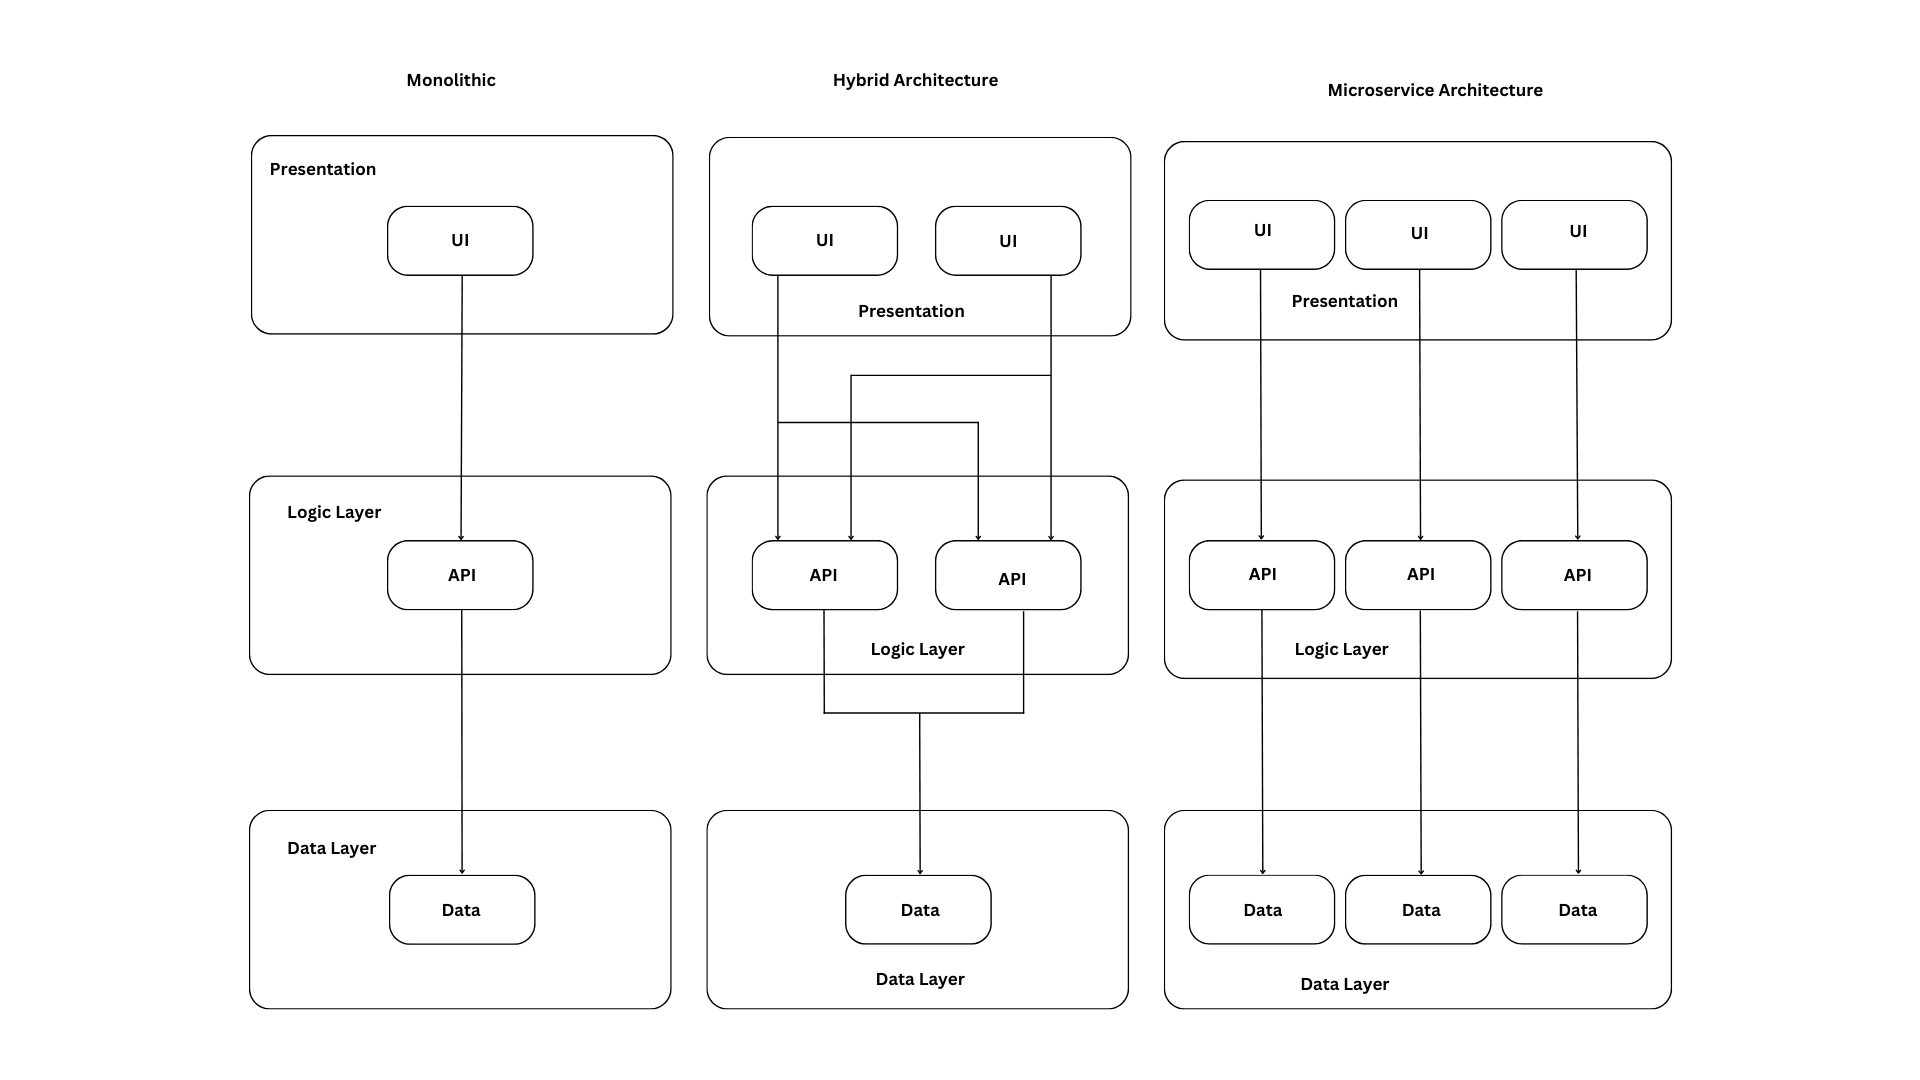 Monolithic
Hybrid Architecture
Microservice Architecture
Presentation
UI
UI
UI
Presentation
UI
UI
UI
Presentation
Logic Layer
API
API
API
Logic Layer
API
API
API
Logic Layer
Data Layer
Data
Data
Data Layer
Data
Data
Data
Data Layer